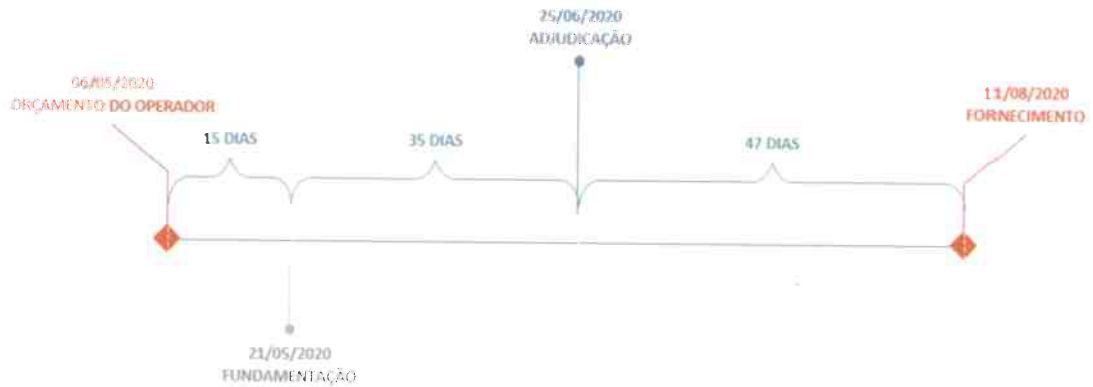 25/06/2020
ADJUDICAÇÃO
06/05/2020
ORÇAMENTO DO OPERADOR
11/08/2020
FORNECIMENTO
15 DIAS
35 DIAS
47 DIAS
21/05/2020
FUNDAMENTAÇÃO